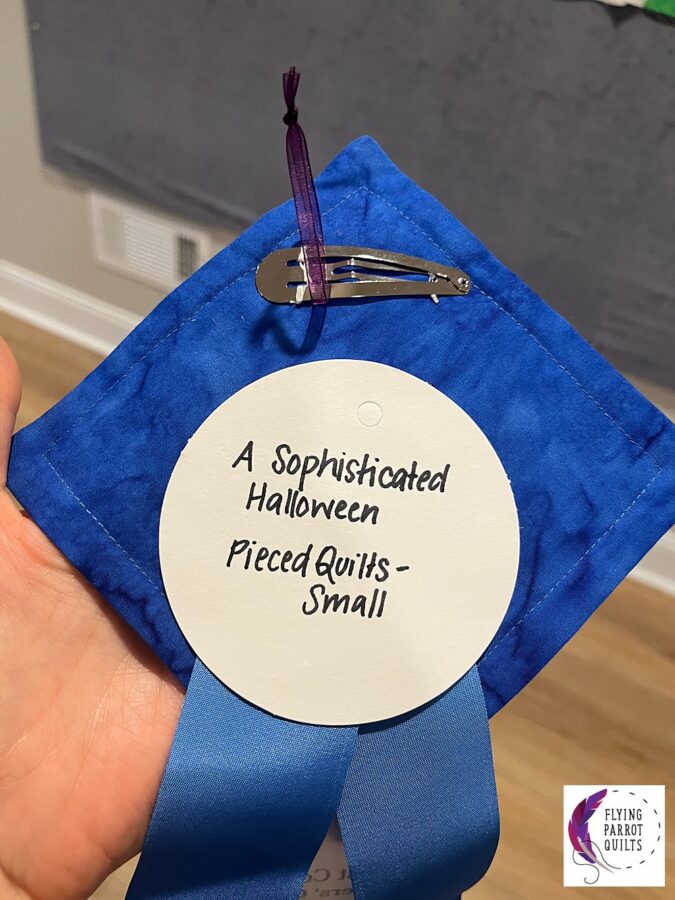 A Sophisticated
Halloween
Pieced Quilts-
Small
FLYING
PARROT
QUILTS